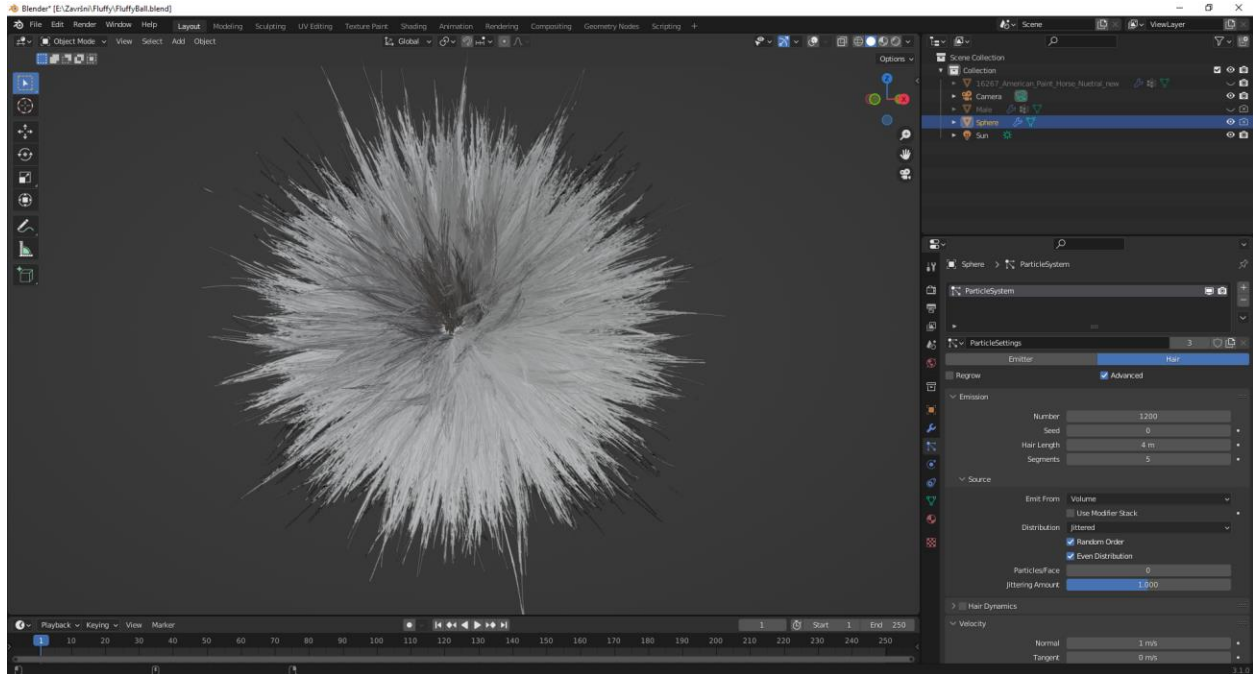 Blender* [E:\Zavrsni\Fluffy\FluffyBall.blend]
File Edit Render Window Help Layout Modeling Sculpting UV Editing Texture Paint Shading Animation Rendering Compositing Geometry Nodes Scripting + Scene ViewLayer
Object Mode View Select Add Object Global
Options
Z
X
Scene Collection
Collection
16267_American_Paint_Horse_Nuetral_new
Camera
Sphere
Sun
Sphere > ParticleSystem
ParticleSystem
ParticleSettings 3
Emitter Hair
Regrow Advanced
Emission
Number 1200
Seed 0
Hair Length 4 m
Segments 5
Source
Emit From Volume
Use Modifier Stack
Distribution Jittered
Random Order
Even Distribution
Particles/Face 0
Jittering Amount 1.000
Hair Dynamics
Velocity
Normal 1 m/s
Tangent 0 m/s
Playback Keying View Marker 1 Start 1 End 250
1 10 20 30 40 50 60 70 80 90 100 110 120 130 140 150 160 170 180 190 200 210 220 230 240 250
3.1.0